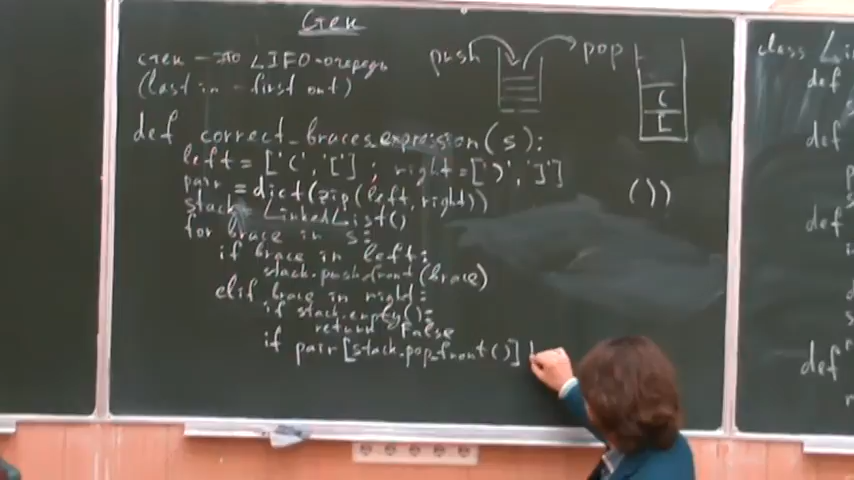 Стек
стек - это LIFO-очередь
(last in - first out)
push
pop
(
[
def correct_braces_expression(s):
left = ['(', '[']; right = [')', ']']
pair = dict(zip(left, right))
stack = LinkedList()
for brace in s:
if brace in left:
stack.push_front(brace)
elif brace in right:
if stack.empty():
return False
if pair[stack.pop_front()]
())
class Li
def
def
def
def